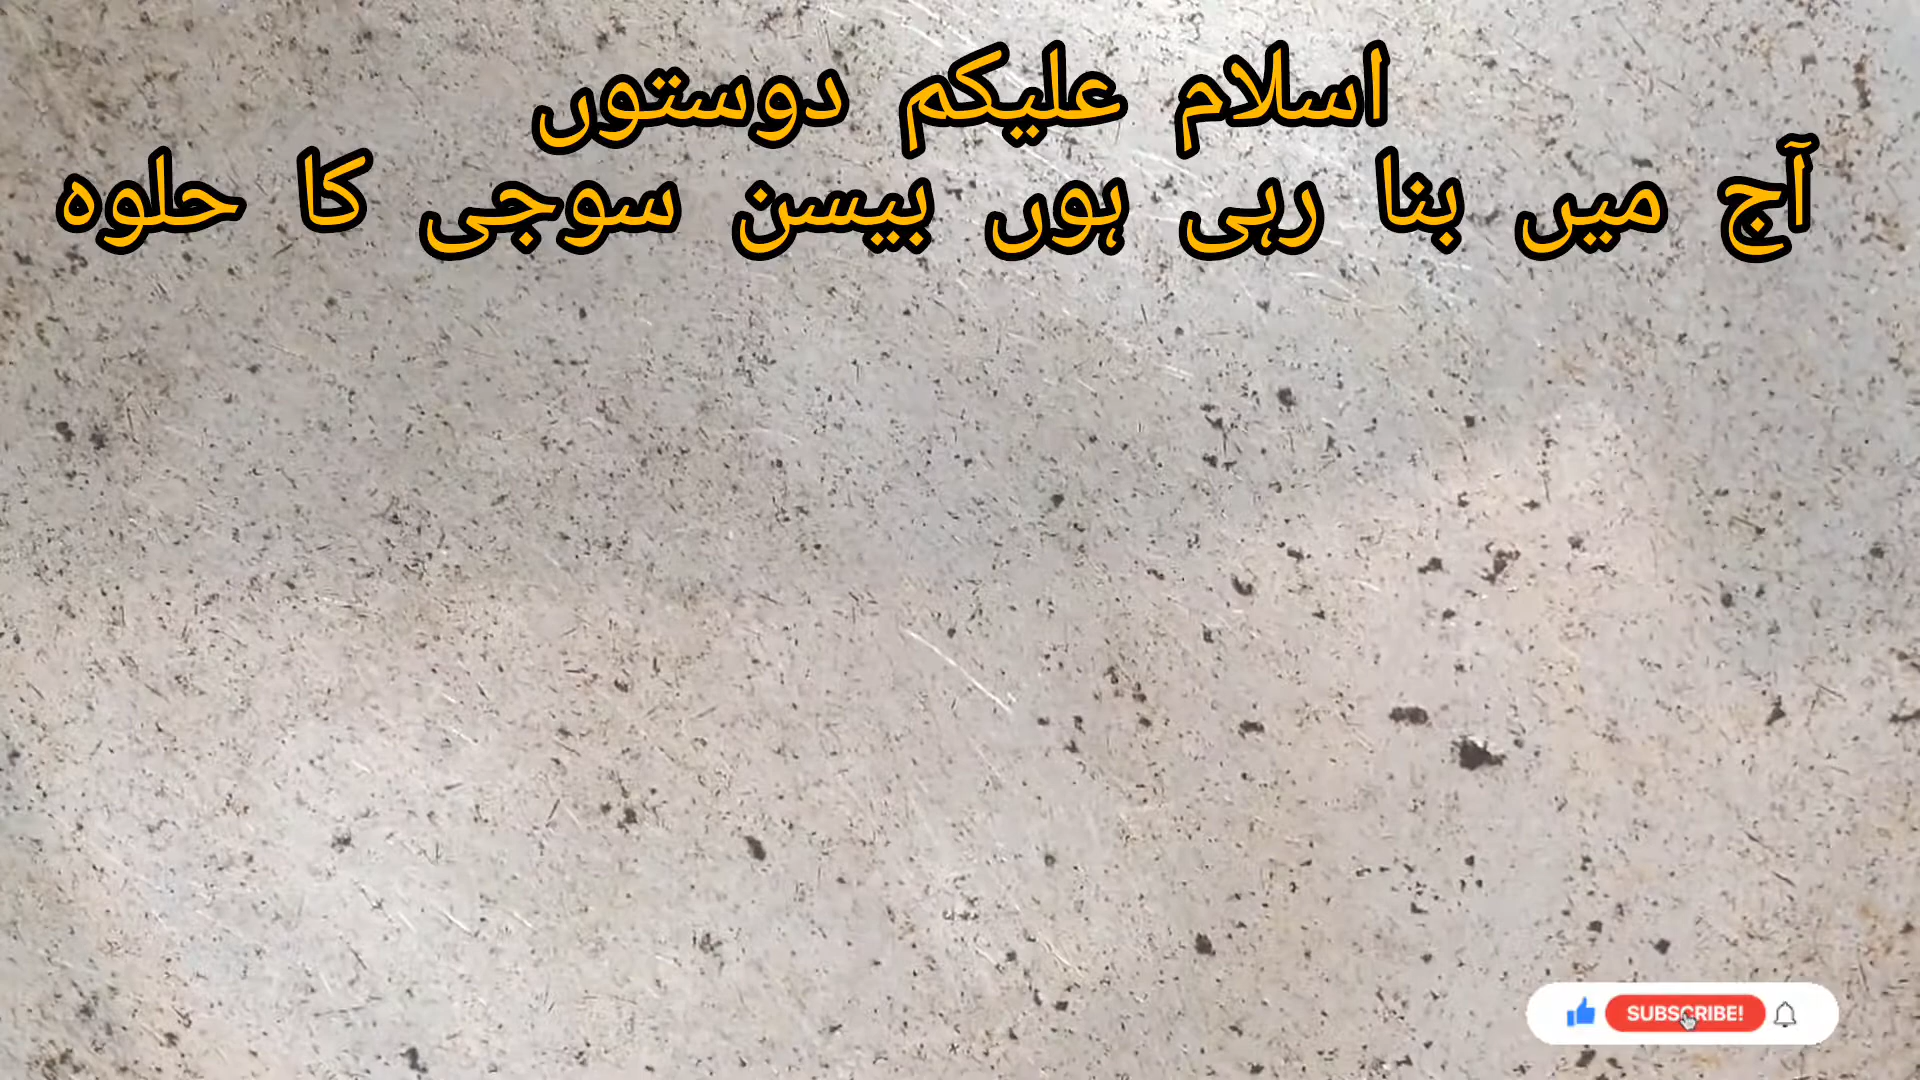 اسلام علیکم دوستوں
آج میں بنا رہی ہوں بیسن سوجی کا حلوہ
SUBSCRIBE!